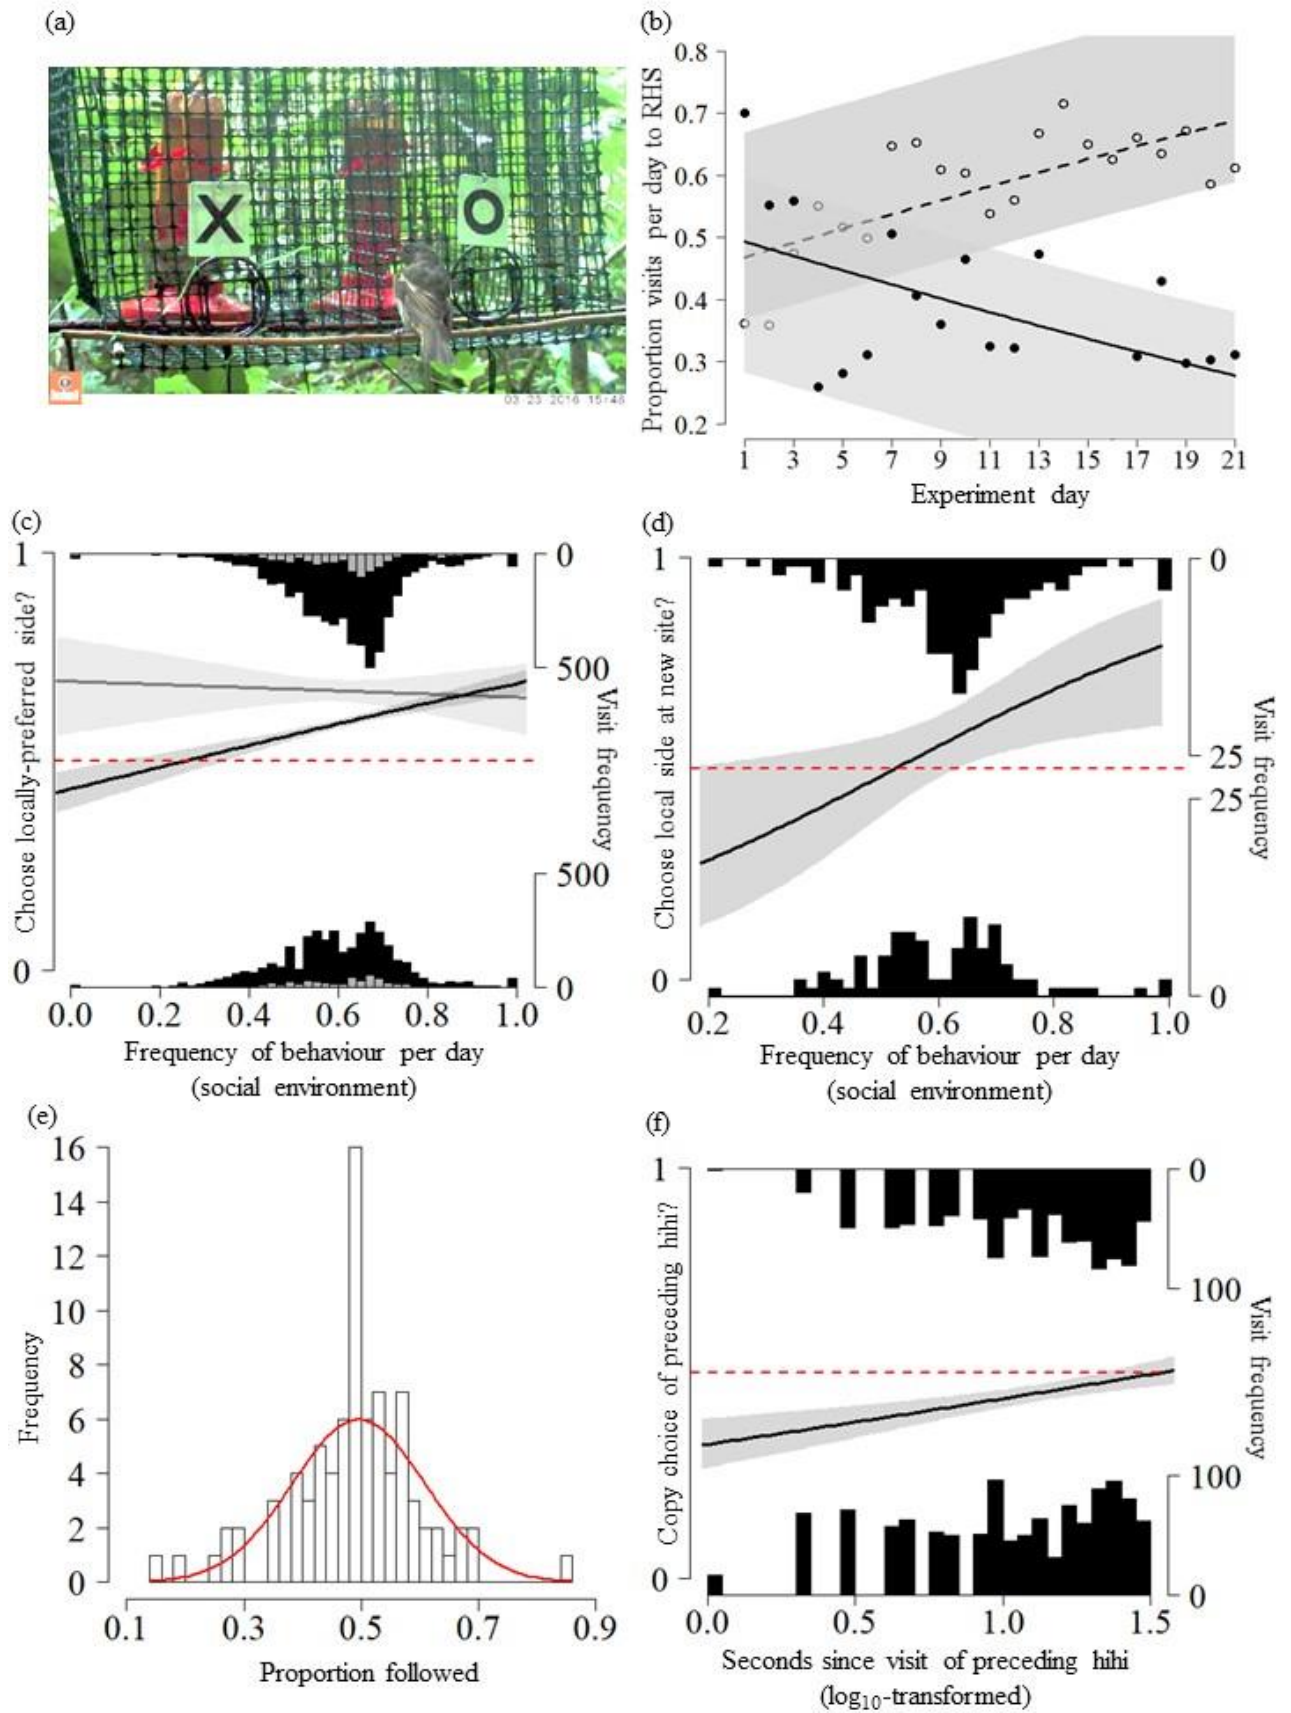 (a)
X
O
03-23-2016 15:48
(b)
Proportion visits per day to RHS
0.8
0.7
0.6
0.5
0.4
0.3
0.2
1 3 5 7 9 11 13 15 17 19 21
Experiment day
(c)
Choose locally-preferred side?
1
0
0
500
500
0
Visit frequency
0.0 0.2 0.4 0.6 0.8 1.0
Frequency of behaviour per day
(social environment)
(d)
Choose local side at new site?
1
0
0
25
25
0
Visit frequency
0.2 0.4 0.6 0.8 1.0
Frequency of behaviour per day
(social environment)
(e)
Frequency
16
14
12
10
8
6
4
2
0
0.1 0.3 0.5 0.7 0.9
Proportion followed
(f)
Copy choice of preceding hihi?
1
0
0
100
100
0
Visit frequency
0.0 0.5 1.0 1.5
Seconds since visit of preceding hihi
(log10-transformed)